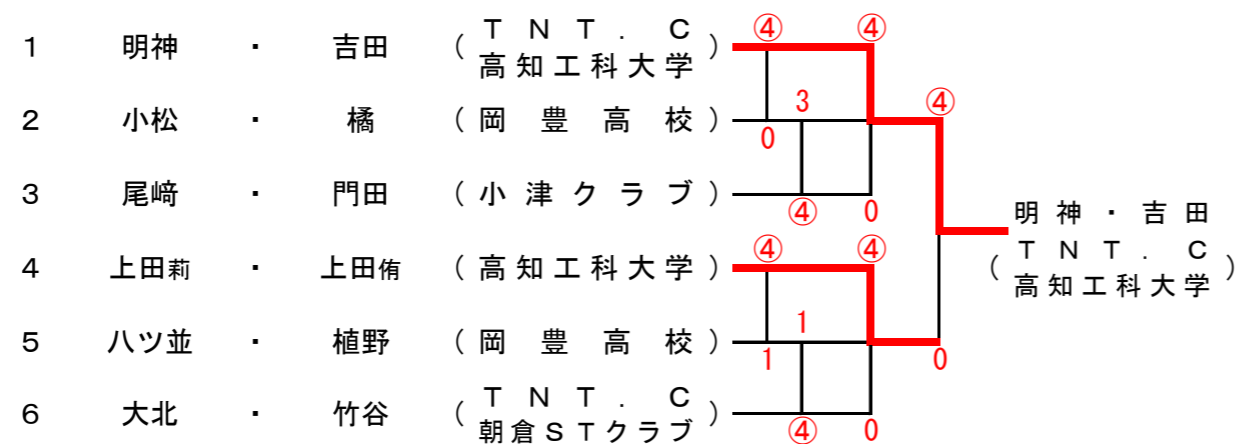 1 明神 ・ 吉田 (TNT.C 高知工科大学) ④ ④
2 小松 ・ 橘 (岡豊高校) 0 3 ④
3 尾﨑 ・ 門田 (小津クラブ) ④ 0
明神・吉田
(TNT.C 高知工科大学)
4 上田莉 ・ 上田侑 (高知工科大学) ④ ④
5 八ツ並 ・ 植野 (岡豊高校) 1 1 0
6 大北 ・ 竹谷 (TNT.C 朝倉STクラブ) ④ 0